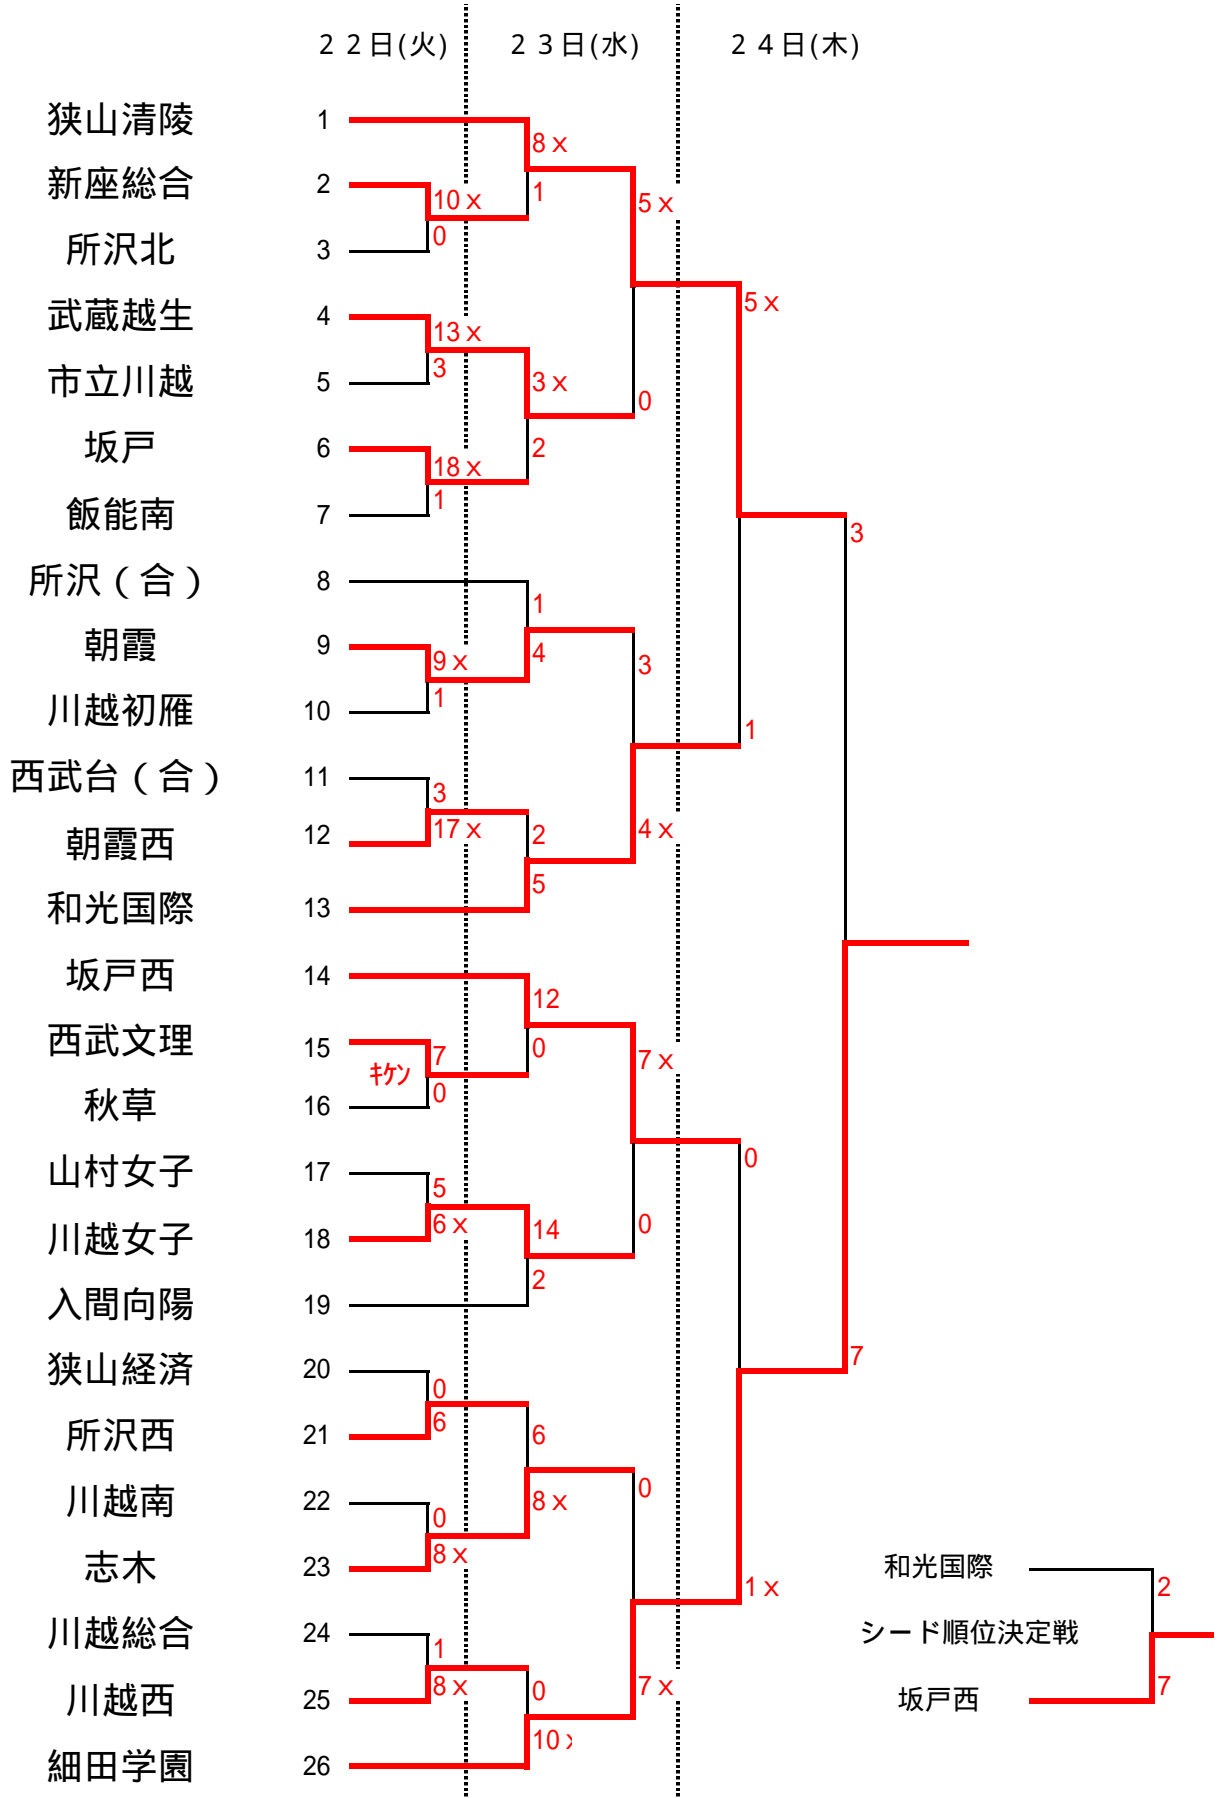 ２２日(火) ２３日(水) ２４日(木)
狭山清陵 1
8 x
新座総合 2
10 x
1
5 x
0
所沢北 3
5 x
武蔵越生 4
13 x
3
市立川越 5
3 x
0
坂戸 6
2
18 x
1
飯能南 7
3
所沢（合） 8
1
朝霞 9
4
3
9 x
1
川越初雁 10
1
西武台（合） 11
3
17 x
2
4 x
朝霞西 12
5
和光国際 13
坂戸西 14
12
西武文理 15
7
0
7 x
ｷｹﾝ
0
秋草 16
0
山村女子 17
5
6 x
14
0
川越女子 18
2
入間向陽 19
7
狭山経済 20
0
6
所沢西 21
6
0
川越南 22
8 x
0
志木 23
8 x
1 x
川越総合 24
1
8 x
0
7 x
川越西 25
10 x
細田学園 26
和光国際
2
シード順位決定戦
坂戸西
7